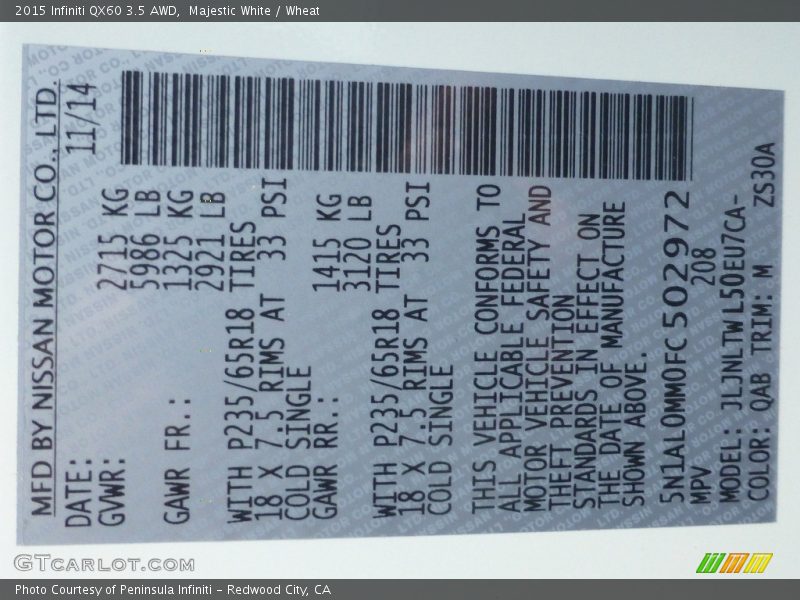 2015 Infiniti QX60 3.5 AWD, Majestic White / Wheat
MFD BY NISSAN MOTOR CO., LTD.
DATE: 11/14
GVWR: 2715 KG
5986 LB
GAWR FR.: 1325 KG
2921 LB
WITH P235/65R18 TIRES
18 X 7.5 RIMS AT 33 PSI
COLD SINGLE
GAWR RR.: 1415 KG
3120 LB
WITH P235/65R18 TIRES
18 X 7.5 RIMS AT 33 PSI
COLD SINGLE
THIS VEHICLE CONFORMS TO
ALL APPLICABLE FEDERAL
MOTOR VEHICLE SAFETY AND
THEFT PREVENTION
STANDARDS IN EFFECT ON
THE DATE OF MANUFACTURE
SHOWN ABOVE.
5N1AL0MM0FC502972
MPV 208
MODEL: JLJNLTWL50EU7CA-
COLOR: QAB TRIM: M ZS30A
GTcarlot.com
Photo Courtesy of Peninsula Infiniti - Redwood City, CA